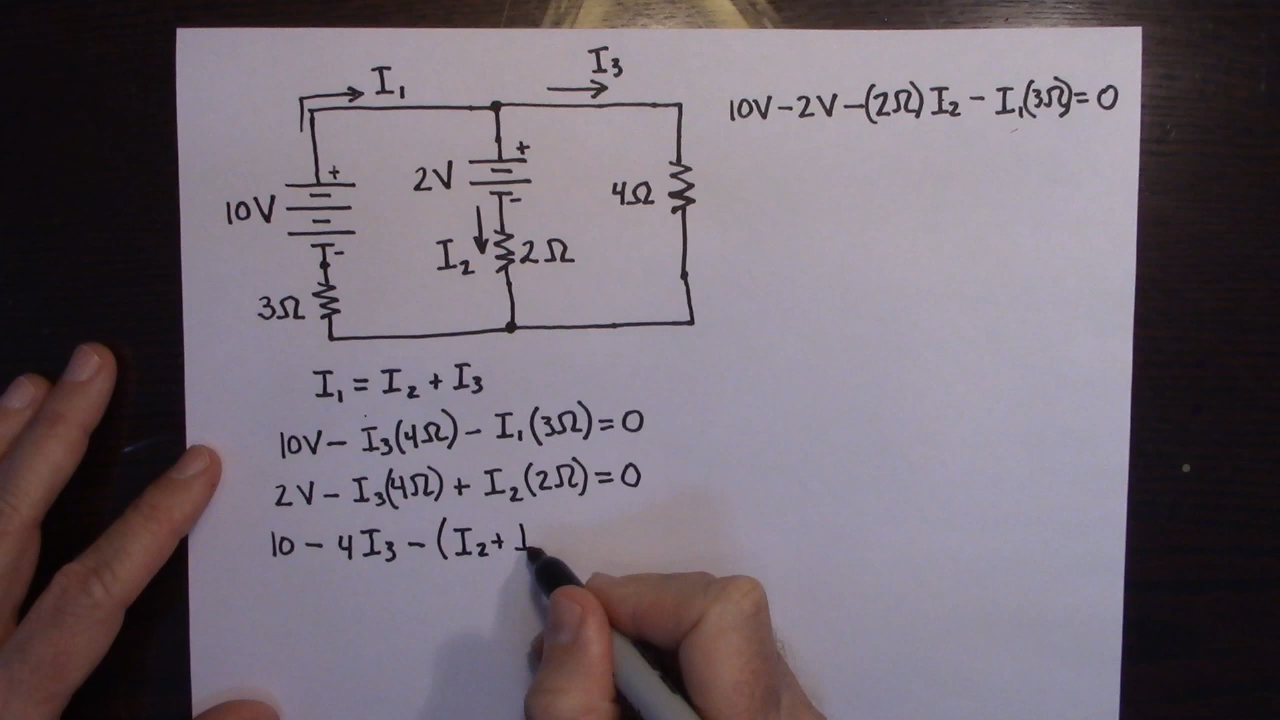 I₁
I₃
10V-2V-(2Ω)I₂-I₁(3Ω)=0
+
+
2V
4Ω
10V
-
-
I₂
2Ω
3Ω
I₁ = I₂ + I₃
10V- I₃(4Ω)- I₁(3Ω)=0
2V- I₃(4Ω)+ I₂(2Ω)=0
10 - 4I₃ - (I₂+